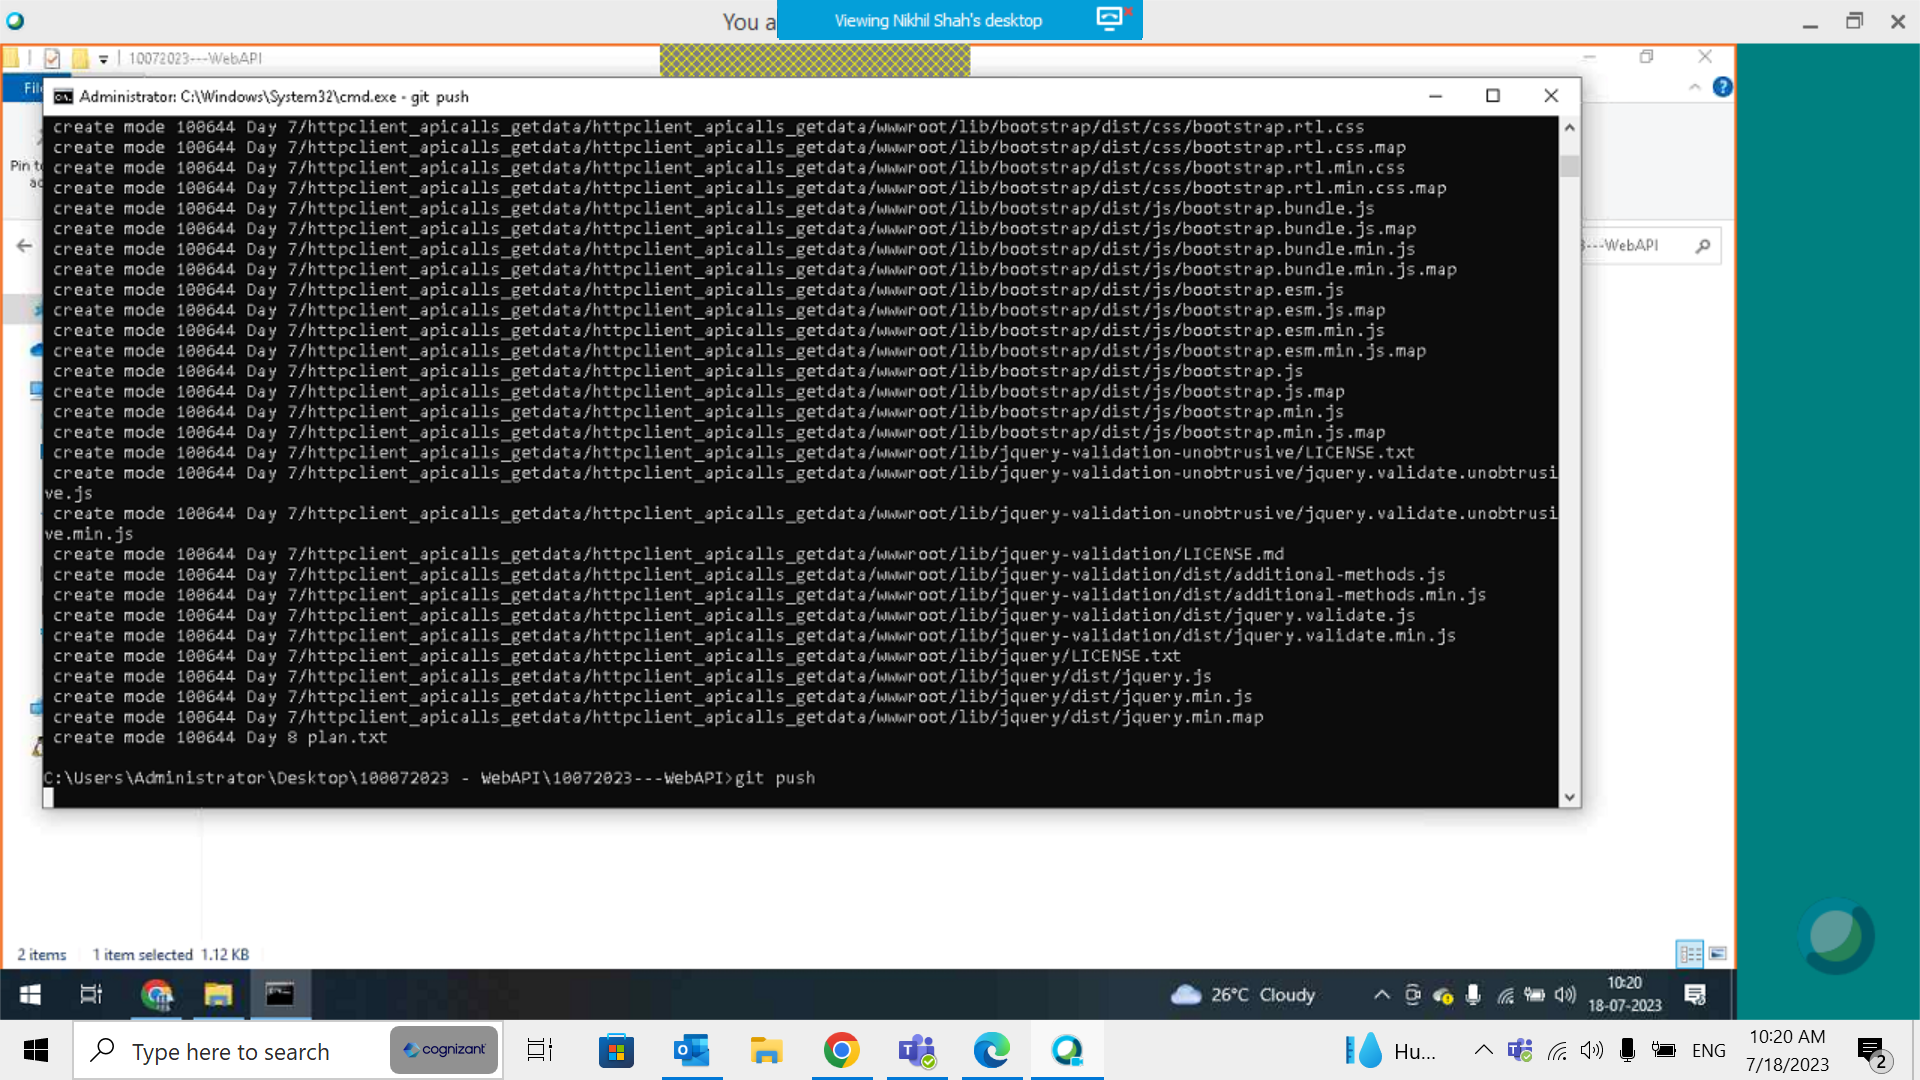 You a
Viewing Nikhil Shah's desktop
10072023---WebAPI
Administrator: C:\Windows\System32\cmd.exe - git push
create mode 100644 Day 7/httpclient_apicalls_getdata/httpclient_apicalls_getdata/wwwroot/lib/bootstrap/dist/css/bootstrap.rtl.css
create mode 100644 Day 7/httpclient_apicalls_getdata/httpclient_apicalls_getdata/wwwroot/lib/bootstrap/dist/css/bootstrap.rtl.css.map
create mode 100644 Day 7/httpclient_apicalls_getdata/httpclient_apicalls_getdata/wwwroot/lib/bootstrap/dist/css/bootstrap.rtl.min.css
create mode 100644 Day 7/httpclient_apicalls_getdata/httpclient_apicalls_getdata/wwwroot/lib/bootstrap/dist/css/bootstrap.rtl.min.css.map
create mode 100644 Day 7/httpclient_apicalls_getdata/httpclient_apicalls_getdata/wwwroot/lib/bootstrap/dist/js/bootstrap.bundle.js
create mode 100644 Day 7/httpclient_apicalls_getdata/httpclient_apicalls_getdata/wwwroot/lib/bootstrap/dist/js/bootstrap.bundle.js.map
create mode 100644 Day 7/httpclient_apicalls_getdata/httpclient_apicalls_getdata/wwwroot/lib/bootstrap/dist/js/bootstrap.bundle.min.js
create mode 100644 Day 7/httpclient_apicalls_getdata/httpclient_apicalls_getdata/wwwroot/lib/bootstrap/dist/js/bootstrap.bundle.min.js.map
create mode 100644 Day 7/httpclient_apicalls_getdata/httpclient_apicalls_getdata/wwwroot/lib/bootstrap/dist/js/bootstrap.esm.js
create mode 100644 Day 7/httpclient_apicalls_getdata/httpclient_apicalls_getdata/wwwroot/lib/bootstrap/dist/js/bootstrap.esm.js.map
create mode 100644 Day 7/httpclient_apicalls_getdata/httpclient_apicalls_getdata/wwwroot/lib/bootstrap/dist/js/bootstrap.esm.min.js
create mode 100644 Day 7/httpclient_apicalls_getdata/httpclient_apicalls_getdata/wwwroot/lib/bootstrap/dist/js/bootstrap.esm.min.js.map
create mode 100644 Day 7/httpclient_apicalls_getdata/httpclient_apicalls_getdata/wwwroot/lib/bootstrap/dist/js/bootstrap.js
create mode 100644 Day 7/httpclient_apicalls_getdata/httpclient_apicalls_getdata/wwwroot/lib/bootstrap/dist/js/bootstrap.js.map
create mode 100644 Day 7/httpclient_apicalls_getdata/httpclient_apicalls_getdata/wwwroot/lib/bootstrap/dist/js/bootstrap.min.js
create mode 100644 Day 7/httpclient_apicalls_getdata/httpclient_apicalls_getdata/wwwroot/lib/bootstrap/dist/js/bootstrap.min.js.map
create mode 100644 Day 7/httpclient_apicalls_getdata/httpclient_apicalls_getdata/wwwroot/lib/jquery-validation-unobtrusive/LICENSE.txt
create mode 100644 Day 7/httpclient_apicalls_getdata/httpclient_apicalls_getdata/wwwroot/lib/jquery-validation-unobtrusive/jquery.validate.unobtrusi
ve.js
create mode 100644 Day 7/httpclient_apicalls_getdata/httpclient_apicalls_getdata/wwwroot/lib/jquery-validation-unobtrusive/jquery.validate.unobtrusi
ve.min.js
create mode 100644 Day 7/httpclient_apicalls_getdata/httpclient_apicalls_getdata/wwwroot/lib/jquery-validation/LICENSE.md
create mode 100644 Day 7/httpclient_apicalls_getdata/httpclient_apicalls_getdata/wwwroot/lib/jquery-validation/dist/additional-methods.js
create mode 100644 Day 7/httpclient_apicalls_getdata/httpclient_apicalls_getdata/wwwroot/lib/jquery-validation/dist/additional-methods.min.js
create mode 100644 Day 7/httpclient_apicalls_getdata/httpclient_apicalls_getdata/wwwroot/lib/jquery-validation/dist/jquery.validate.js
create mode 100644 Day 7/httpclient_apicalls_getdata/httpclient_apicalls_getdata/wwwroot/lib/jquery-validation/dist/jquery.validate.min.js
create mode 100644 Day 7/httpclient_apicalls_getdata/httpclient_apicalls_getdata/wwwroot/lib/jquery/LICENSE.txt
create mode 100644 Day 7/httpclient_apicalls_getdata/httpclient_apicalls_getdata/wwwroot/lib/jquery/dist/jquery.js
create mode 100644 Day 7/httpclient_apicalls_getdata/httpclient_apicalls_getdata/wwwroot/lib/jquery/dist/jquery.min.js
create mode 100644 Day 7/httpclient_apicalls_getdata/httpclient_apicalls_getdata/wwwroot/lib/jquery/dist/jquery.min.map
create mode 100644 Day 8 plan.txt
C:\Users\Administrator\Desktop\100072023 - WebAPI\10072023---WebAPI>git push
Fil
Pin to
ac
3---WebAPI
2 items 1 item selected 1.12 KB
26°C Cloudy
10:20
18-07-2023
Type here to search
cognizant
Hu...
ENG
10:20 AM
7/18/2023
2